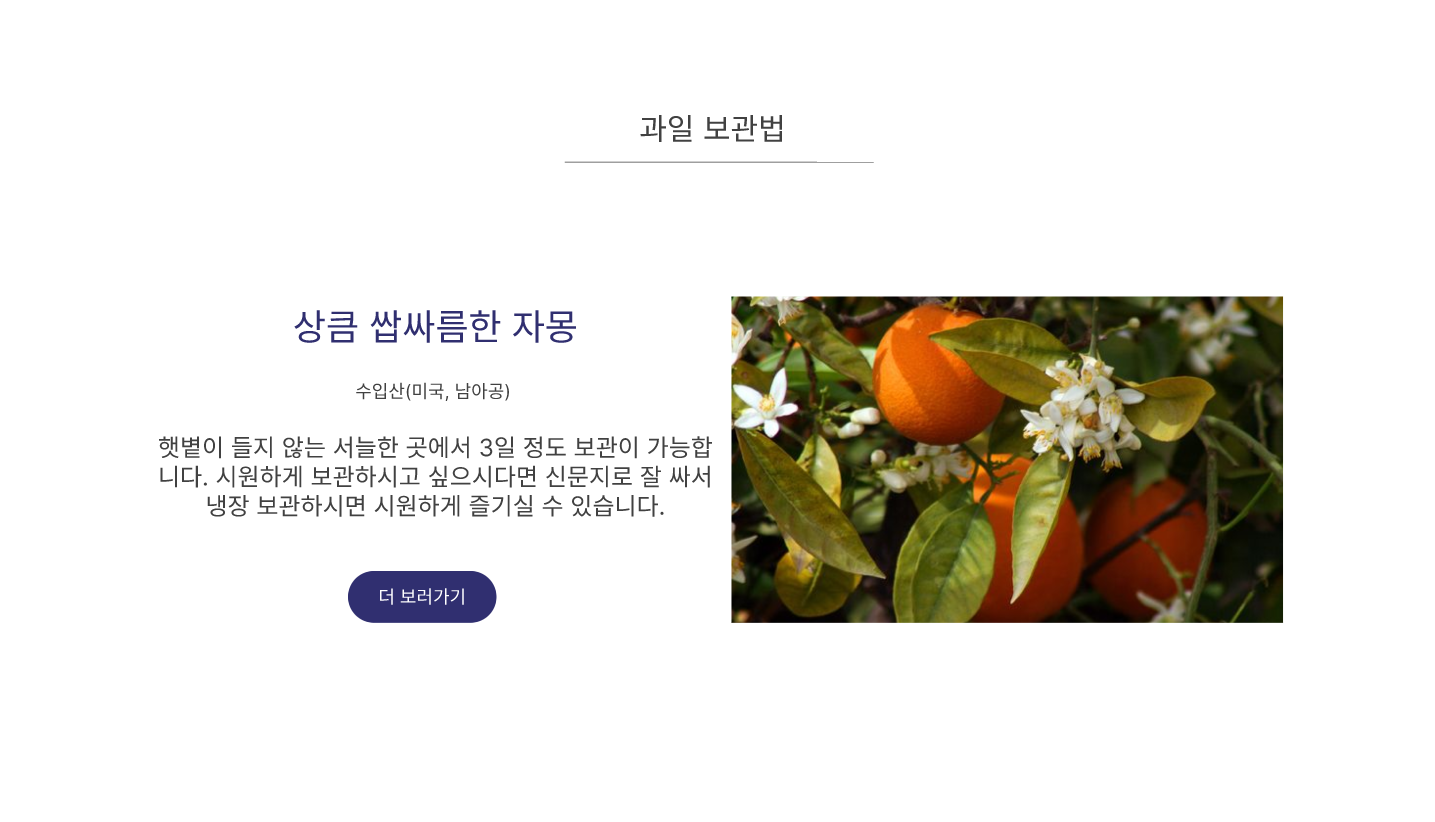 과일 보관법
상큼 쌉싸름한 자몽
수입산(미국, 남아공)
햇볕이 들지 않는 서늘한 곳에서 3일 정도 보관이 가능합
니다. 시원하게 보관하시고 싶으시다면 신문지로 잘 싸서
냉장 보관하시면 시원하게 즐기실 수 있습니다.
더 보러가기